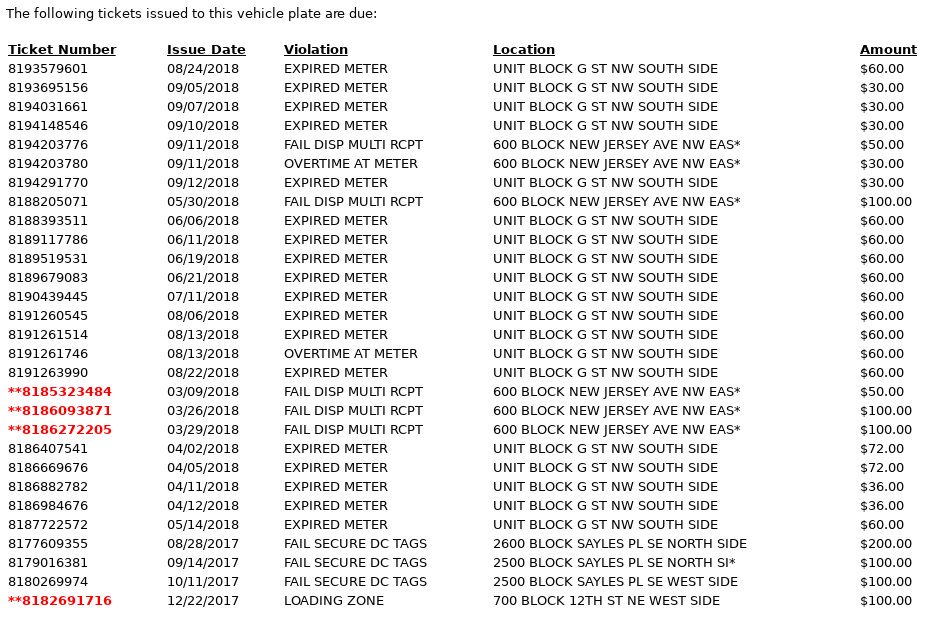 The following tickets issued to this vehicle plate are due:
Ticket Number Issue Date Violation Location Amount
8193579601 08/24/2018 EXPIRED METER UNIT BLOCK G ST NW SOUTH SIDE $60.00
8193695156 09/05/2018 EXPIRED METER UNIT BLOCK G ST NW SOUTH SIDE $30.00
8194031661 09/07/2018 EXPIRED METER UNIT BLOCK G ST NW SOUTH SIDE $30.00
8194148546 09/10/2018 EXPIRED METER UNIT BLOCK G ST NW SOUTH SIDE $30.00
8194203776 09/11/2018 FAIL DISP MULTI RCPT 600 BLOCK NEW JERSEY AVE NW EAS* $50.00
8194203780 09/11/2018 OVERTIME AT METER 600 BLOCK NEW JERSEY AVE NW EAS* $30.00
8194291770 09/12/2018 EXPIRED METER UNIT BLOCK G ST NW SOUTH SIDE $30.00
8188205071 05/30/2018 FAIL DISP MULTI RCPT 600 BLOCK NEW JERSEY AVE NW EAS* $100.00
8188393511 06/06/2018 EXPIRED METER UNIT BLOCK G ST NW SOUTH SIDE $60.00
8189117786 06/11/2018 EXPIRED METER UNIT BLOCK G ST NW SOUTH SIDE $60.00
8189519531 06/19/2018 EXPIRED METER UNIT BLOCK G ST NW SOUTH SIDE $60.00
8189679083 06/21/2018 EXPIRED METER UNIT BLOCK G ST NW SOUTH SIDE $60.00
8190439445 07/11/2018 EXPIRED METER UNIT BLOCK G ST NW SOUTH SIDE $60.00
8191260545 08/06/2018 EXPIRED METER UNIT BLOCK G ST NW SOUTH SIDE $60.00
8191261514 08/13/2018 EXPIRED METER UNIT BLOCK G ST NW SOUTH SIDE $60.00
8191261746 08/13/2018 OVERTIME AT METER UNIT BLOCK G ST NW SOUTH SIDE $60.00
8191263990 08/22/2018 EXPIRED METER UNIT BLOCK G ST NW SOUTH SIDE $60.00
**8185323484 03/09/2018 FAIL DISP MULTI RCPT 600 BLOCK NEW JERSEY AVE NW EAS* $50.00
**8186093871 03/26/2018 FAIL DISP MULTI RCPT 600 BLOCK NEW JERSEY AVE NW EAS* $100.00
**8186272205 03/29/2018 FAIL DISP MULTI RCPT 600 BLOCK NEW JERSEY AVE NW EAS* $100.00
8186407541 04/02/2018 EXPIRED METER UNIT BLOCK G ST NW SOUTH SIDE $72.00
8186669676 04/05/2018 EXPIRED METER UNIT BLOCK G ST NW SOUTH SIDE $72.00
8186882782 04/11/2018 EXPIRED METER UNIT BLOCK G ST NW SOUTH SIDE $36.00
8186984676 04/12/2018 EXPIRED METER UNIT BLOCK G ST NW SOUTH SIDE $36.00
8187722572 05/14/2018 EXPIRED METER UNIT BLOCK G ST NW SOUTH SIDE $60.00
8177609355 08/28/2017 FAIL SECURE DC TAGS 2600 BLOCK SAYLES PL SE NORTH SIDE $200.00
8179016381 09/14/2017 FAIL SECURE DC TAGS 2500 BLOCK SAYLES PL SE NORTH SI* $100.00
8180269974 10/11/2017 FAIL SECURE DC TAGS 2500 BLOCK SAYLES PL SE WEST SIDE $100.00
**8182691716 12/22/2017 LOADING ZONE 700 BLOCK 12TH ST NE WEST SIDE $100.00